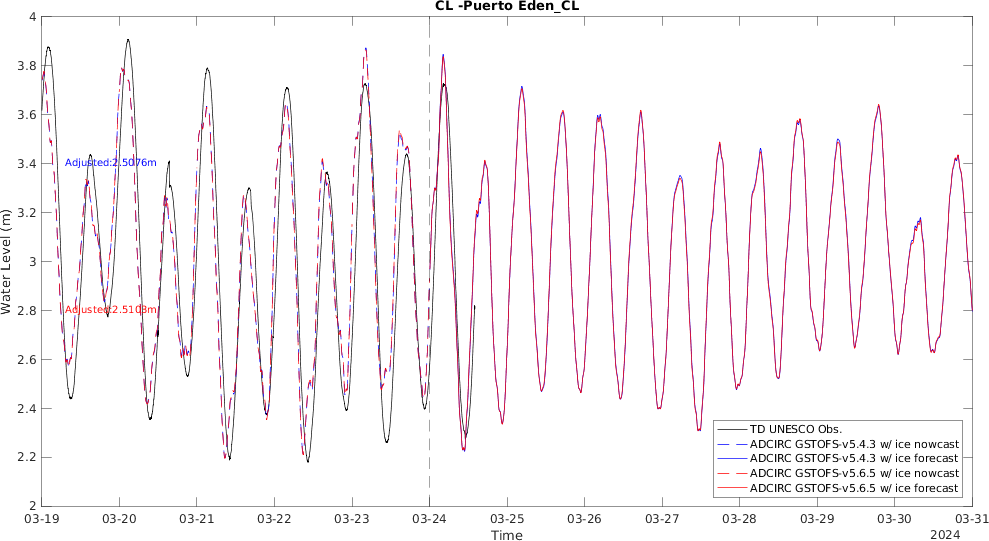 CL -Puerto Eden_CL
4
3.8
3.6
3.4
3.2
3
2.8
2.6
2.4
2.2
2
Water Level (m)
Adjusted:2.5076m
Adjusted:2.5103m
TD UNESCO Obs.
ADCIRC GSTOFS-v5.4.3 w/ ice nowcast
ADCIRC GSTOFS-v5.4.3 w/ ice forecast
ADCIRC GSTOFS-v5.6.5 w/ ice nowcast
ADCIRC GSTOFS-v5.6.5 w/ ice forecast
03-19 03-20 03-21 03-22 03-23 03-24 03-25 03-26 03-27 03-28 03-29 03-30 03-31
Time
2024